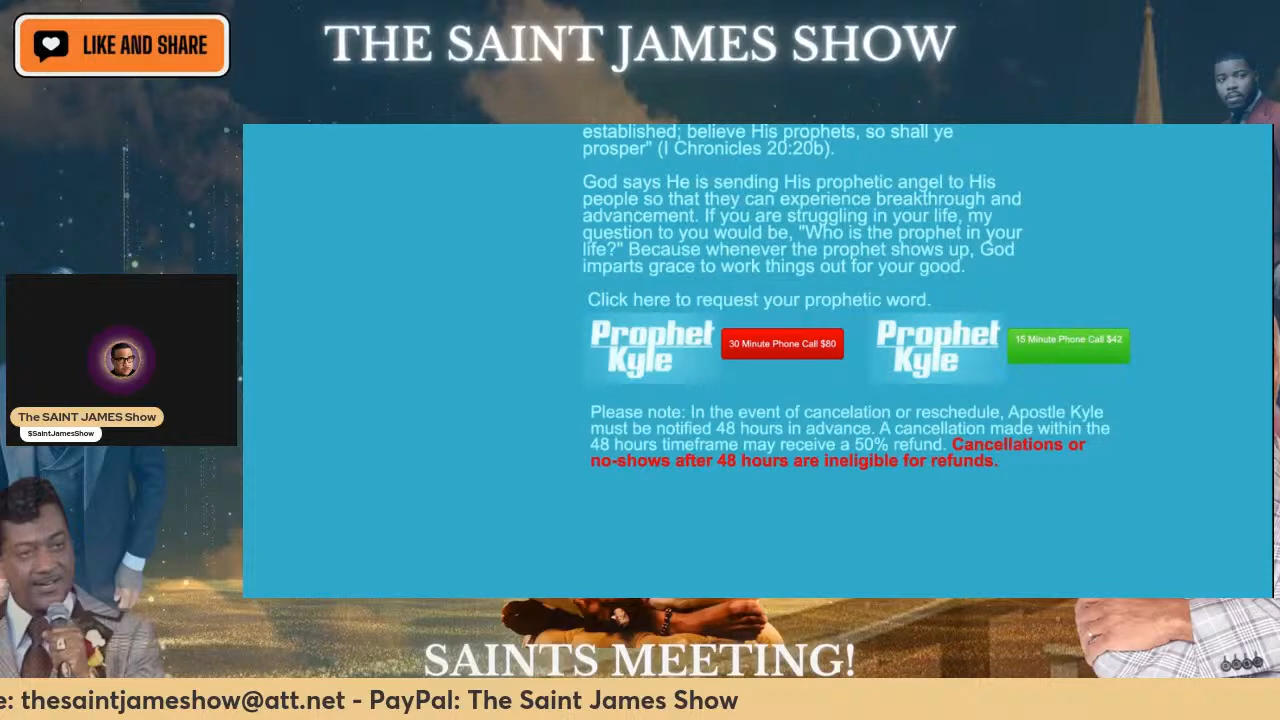 LIKE AND SHARE
THE SAINT JAMES SHOW
established; believe His prophets, so shall ye
prosper" (I Chronicles 20:20b).
God says He is sending His prophetic angel to His
people so that they can experience breakthrough and
advancement. If you are struggling in your life, my
question to you would be, "Who is the prophet in your
life?" Because whenever the prophet shows up, God
imparts grace to work things out for your good.
Click here to request your prophetic word.
Prophet
Kyle
30 Minute Phone Call $80
Prophet
Kyle
15 Minute Phone Call $42
Please note: In the event of cancelation or reschedule, Apostle Kyle
must be notified 48 hours in advance. A cancellation made within the
48 hours timeframe may receive a 50% refund. Cancellations or
no-shows after 48 hours are ineligible for refunds.
The SAINT JAMES Show
$SaintJamesShow
SAINTS MEETING!
e: thesaintjameshow@att.net - PayPal: The Saint James Show